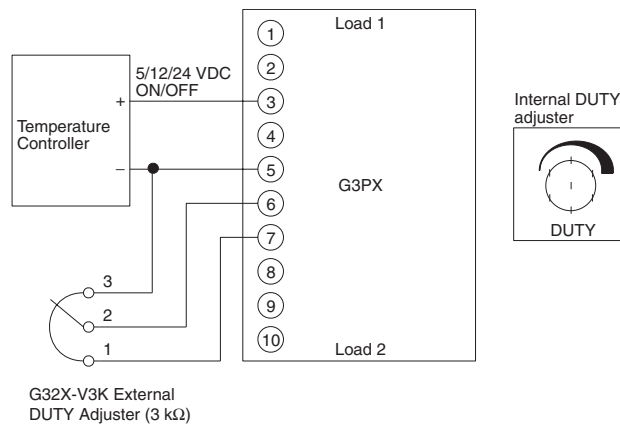 Load 1
5/12/24 VDC
ON/OFF
+
Temperature
Controller
−
1
2
3
4
5
6
7
8
9
10
G3PX
Load 2
3
2
1
G32X-V3K External
DUTY Adjuster (3 kΩ)
Internal DUTY
adjuster
DUTY